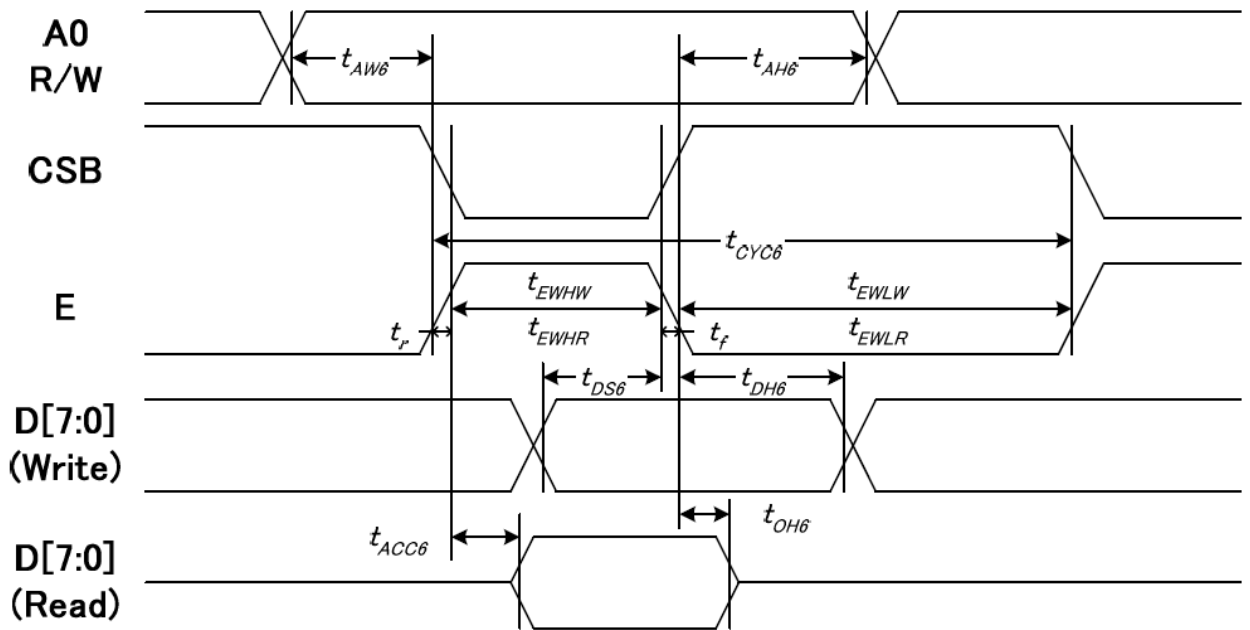 A0
R/W
t_AW6
t_AH6
CSB
t_CYC6
E
t_EWHW
t_EWLW
t_r
t_EWHR
t_f
t_EWLR
t_DS6
t_DH6
D[7:0]
(Write)
t_ACC6
t_OH6
D[7:0]
(Read)